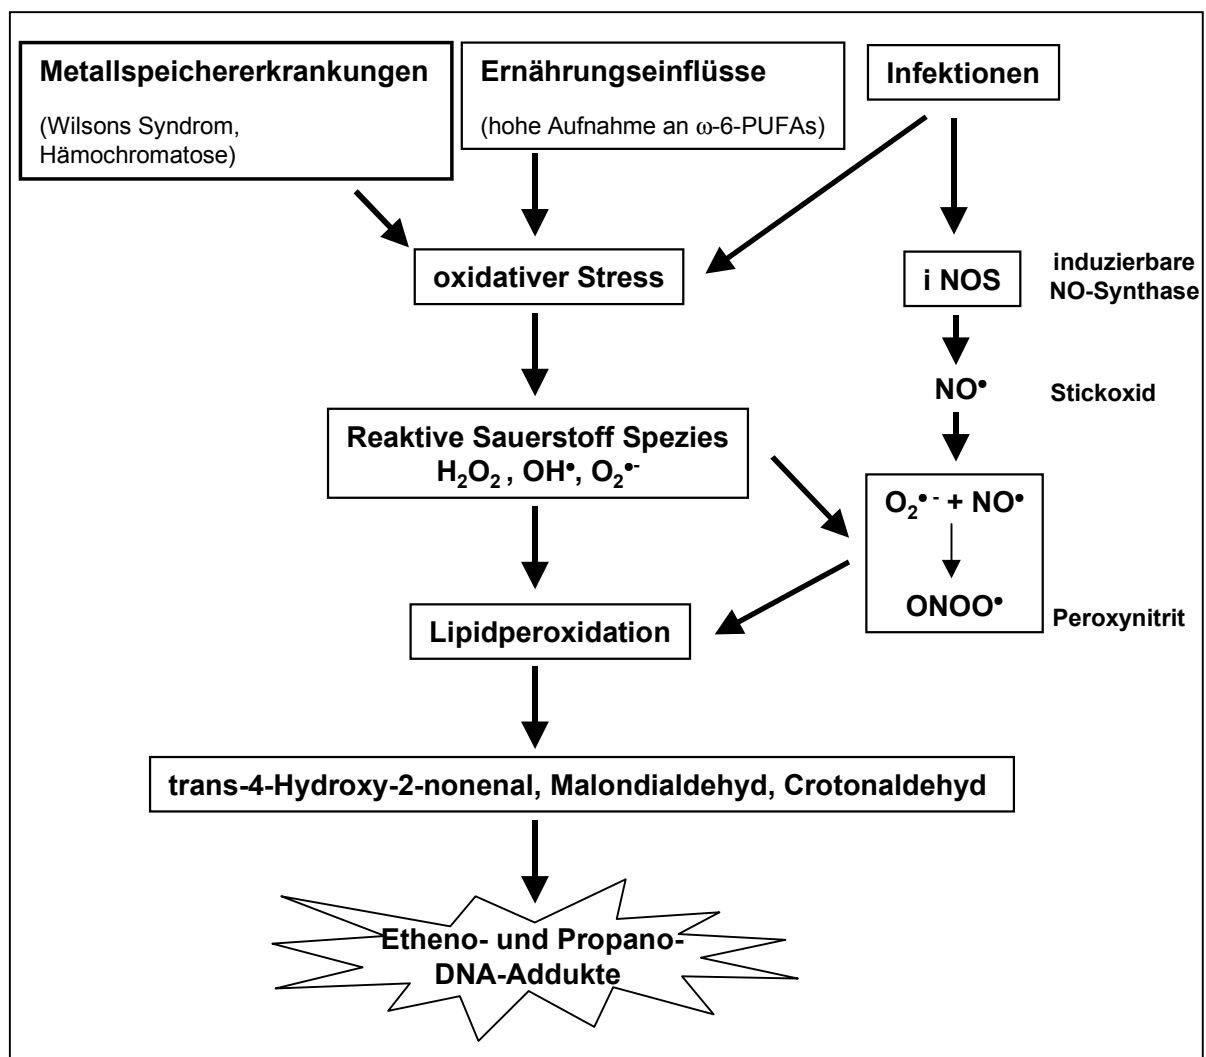 Metallspeichererkrankungen
(Wilsons Syndrom,
Hämochromatose)
Ernährungseinflüsse
(hohe Aufnahme an ω-6-PUFAs)
Infektionen
oxidativer Stress
i NOS
induzierbare
NO-Synthase
NO•
Stickoxid
Reaktive Sauerstoff Spezies
H₂O₂ , OH•, O₂•-
O₂• - + NO•
ONOO•
Peroxynitrit
Lipidperoxidation
trans-4-Hydroxy-2-nonenal, Malondialdehyd, Crotonaldehyd
Etheno- und Propano-
DNA-Addukte